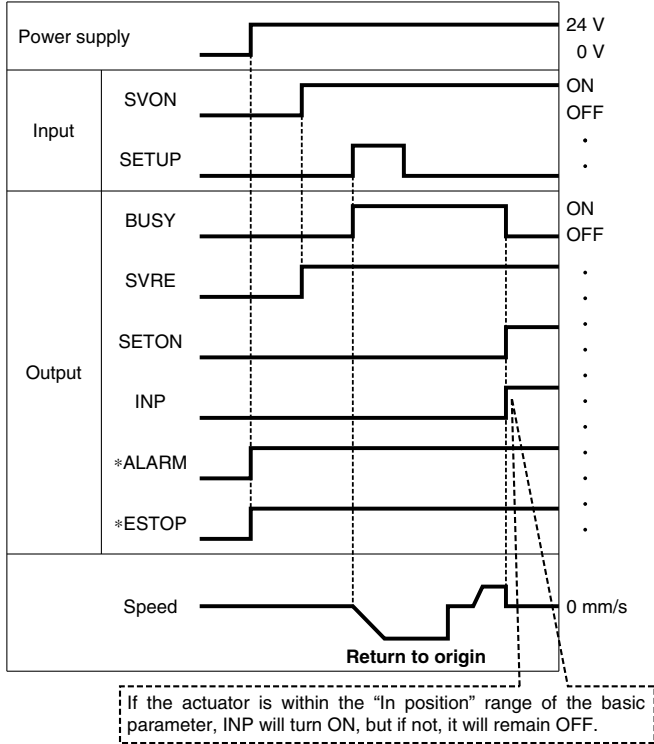 Power supply
24 V
0 V
Input
SVON
ON
OFF
SETUP
Output
BUSY
ON
OFF
SVRE
SETON
INP
*ALARM
*ESTOP
Speed
0 mm/s
Return to origin
If the actuator is within the “In position” range of the basic
parameter, INP will turn ON, but if not, it will remain OFF.